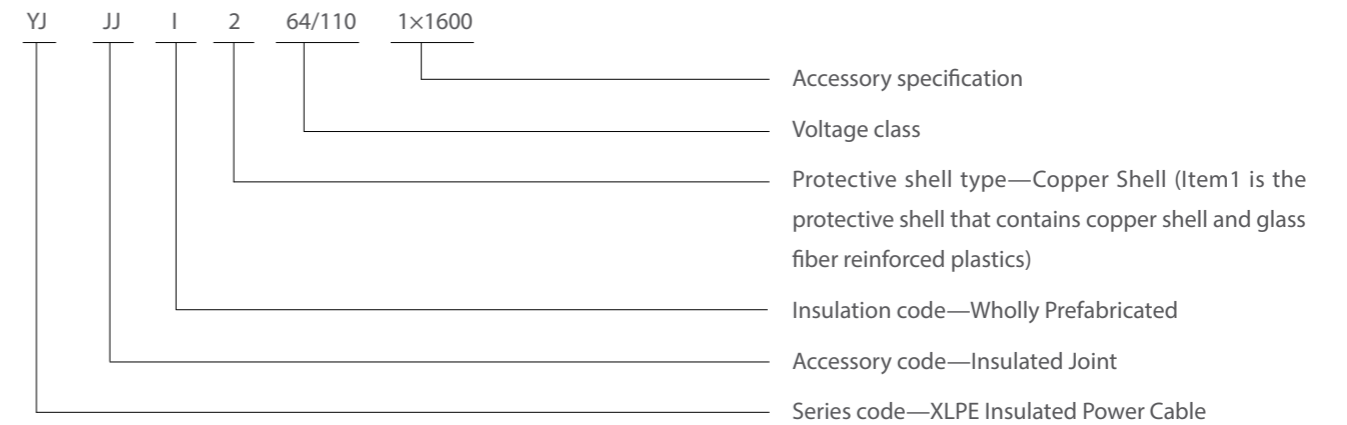 YJ JJ I 2 64/110 1×1600
Accessory specification
Voltage class
Protective shell type—Copper Shell (Item1 is the
protective shell that contains copper shell and glass
fiber reinforced plastics)
Insulation code—Wholly Prefabricated
Accessory code—Insulated Joint
Series code—XLPE Insulated Power Cable